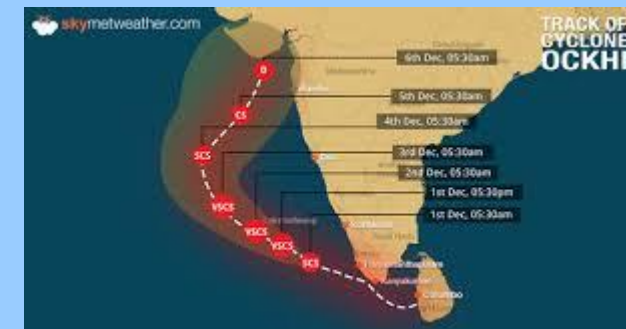 skymetweather.com
TRACK OF
CYCLONE
OCKHI
6th Dec, 05:30am
5th Dec, 05:30am
4th Dec, 05:30am
3rd Dec, 05:30am
2nd Dec, 05:30am
1st Dec, 05:30pm
1st Dec, 05:30am
D
CS
SCS
VSCS
VSCS
VSCS
SCS
Colombo